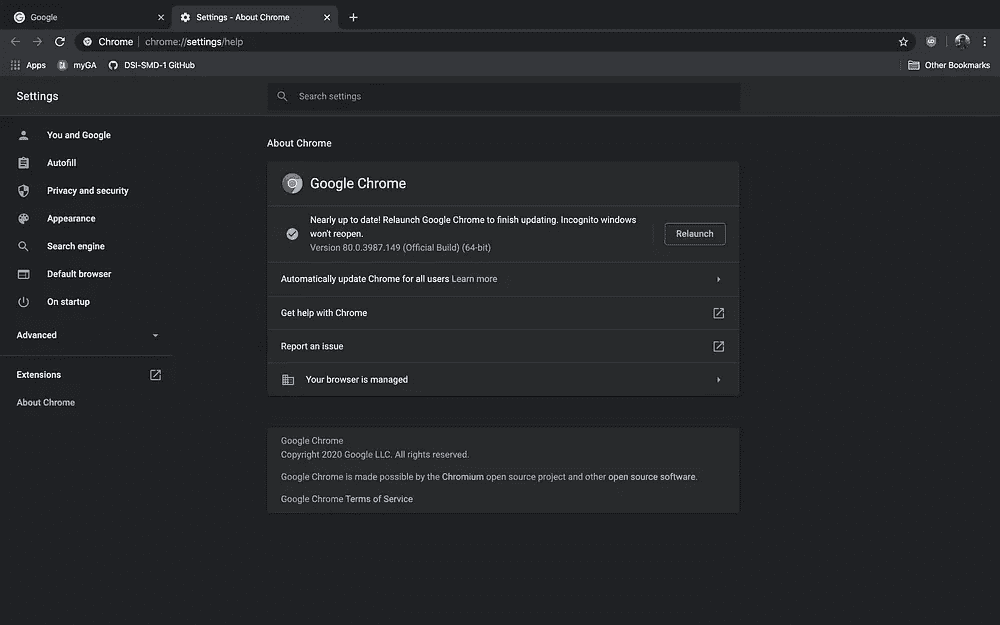 Google
Settings - About Chrome
Chrome
chrome://settings/help
Apps
myGA
DSI-SMD-1 GitHub
Other Bookmarks
Settings
Search settings
You and Google
Autofill
Privacy and security
Appearance
Search engine
Default browser
On startup
Advanced
Extensions
About Chrome
About Chrome
Google Chrome
Nearly up to date! Relaunch Google Chrome to finish updating. Incognito windows
won't reopen.
Version 80.0.3987.149 (Official Build) (64-bit)
Relaunch
Automatically update Chrome for all users Learn more
Get help with Chrome
Report an issue
Your browser is managed
Google Chrome
Copyright 2020 Google LLC. All rights reserved.
Google Chrome is made possible by the Chromium open source project and other open source software.
Google Chrome Terms of Service